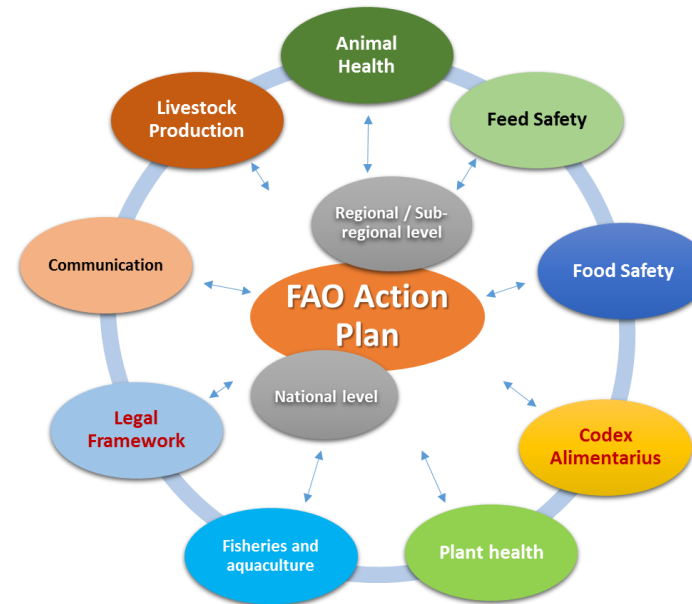 Animal
Health
Livestock
Production
Feed Safety
Regional / Sub-
regional level
Communication
Food Safety
FAO Action
Plan
National level
Legal
Framework
Codex
Alimentarius
Fisheries and
aquaculture
Plant health